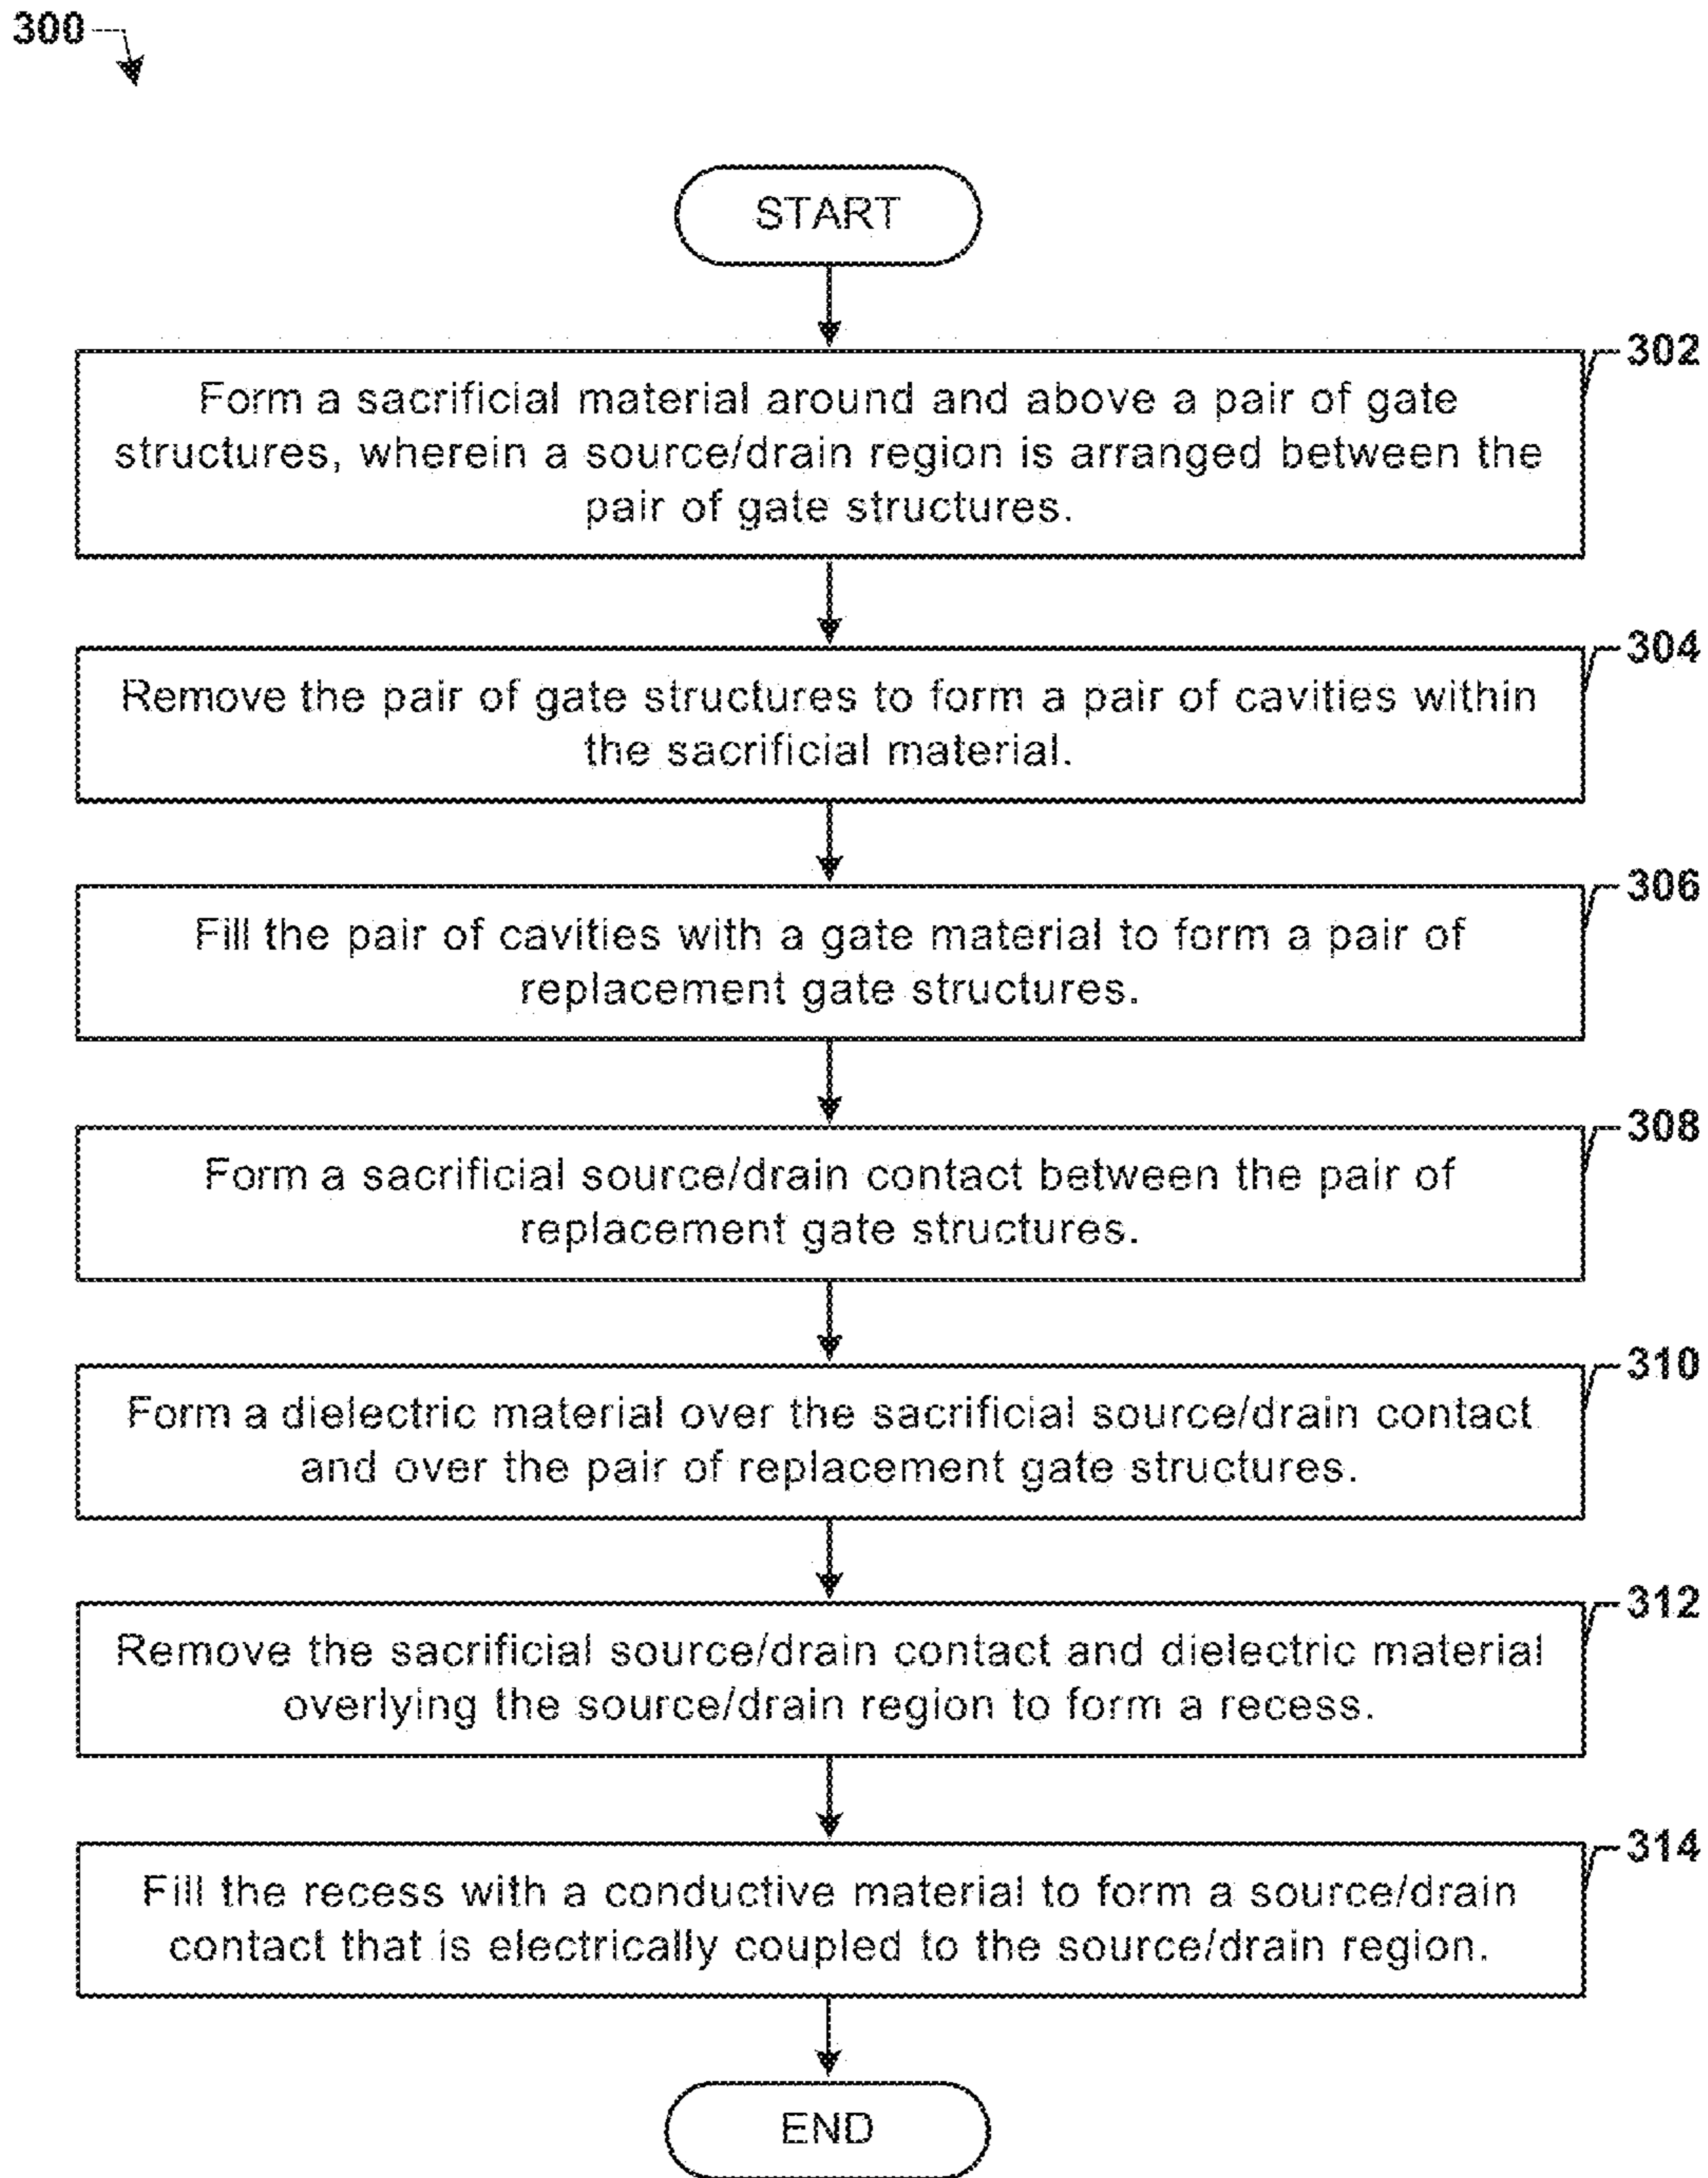 300
START
302
Form a sacrificial material around and above a pair of gate
structures, wherein a source/drain region is arranged between the
pair of gate structures.
304
Remove the pair of gate structures to form a pair of cavities within
the sacrificial material.
306
Fill the pair of cavities with a gate material to form a pair of
replacement gate structures.
308
Form a sacrificial source/drain contact between the pair of
replacement gate structures.
310
Form a dielectric material over the sacrificial source/drain contact
and over the pair of replacement gate structures.
312
Remove the sacrificial source/drain contact and dielectric material
overlying the source/drain region to form a recess.
314
Fill the recess with a conductive material to form a source/drain
contact that is electrically coupled to the source/drain region.
END